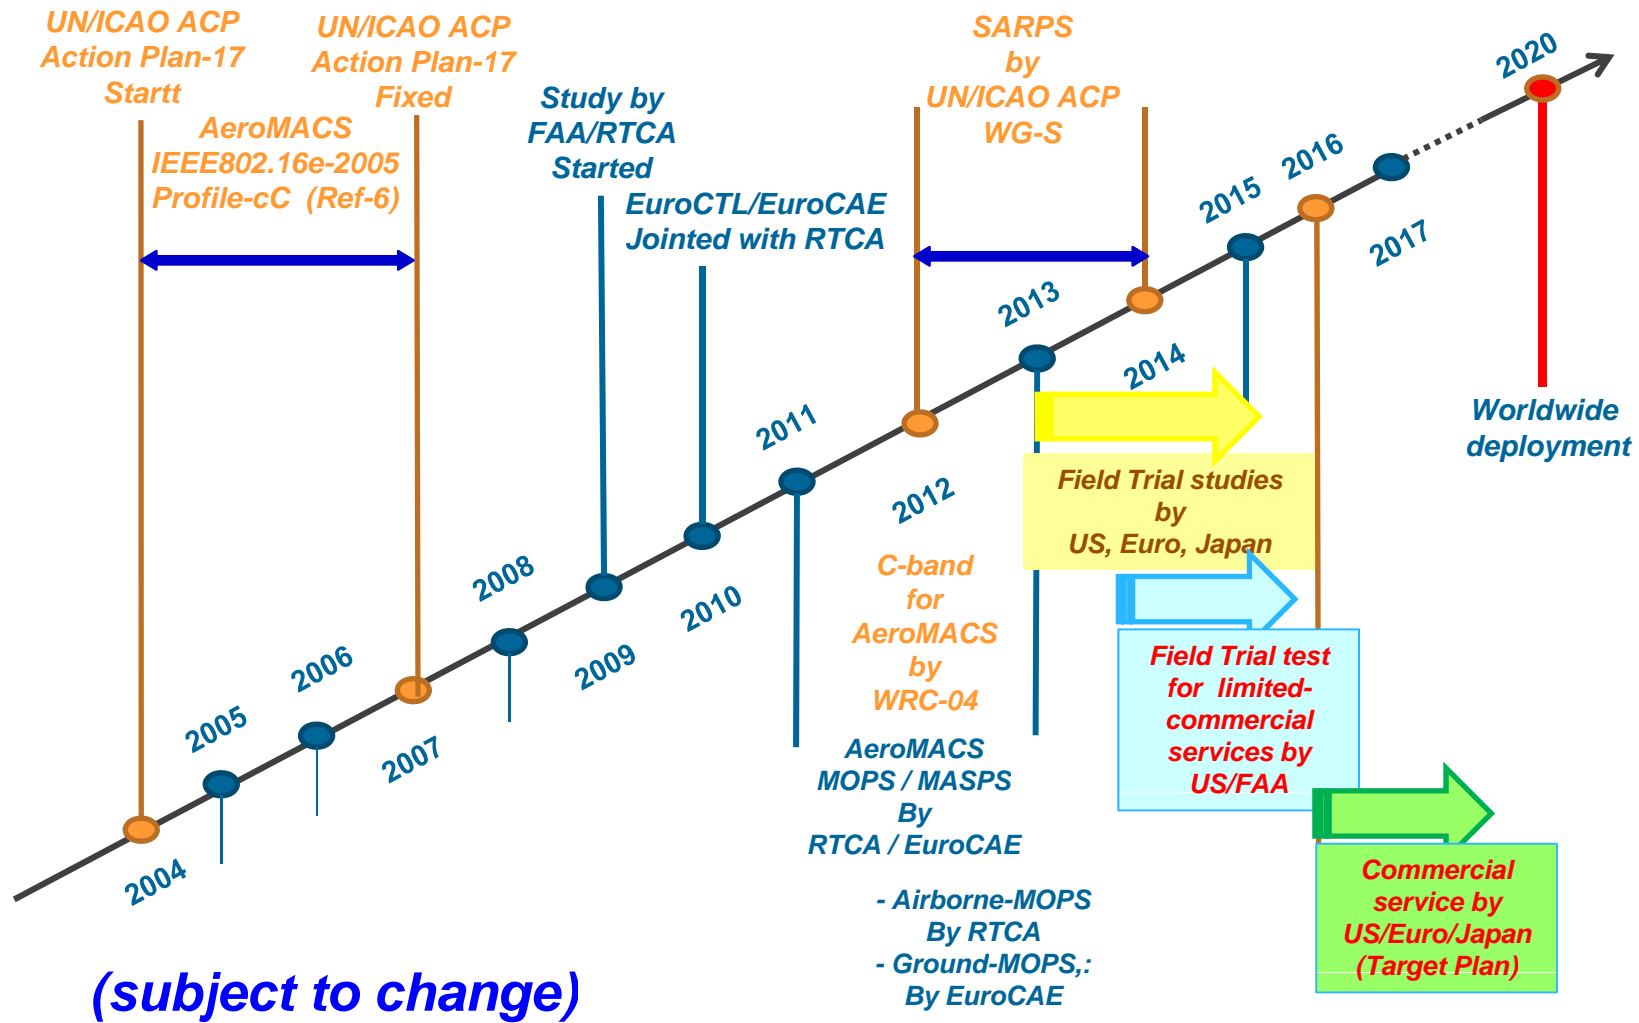 UN/ICAO ACP
Action Plan-17
Startt
UN/ICAO ACP
Action Plan-17
Fixed
AeroMACS
IEEE802.16e-2005
Profile-cC (Ref-6)
Study by
FAA/RTCA
Started
EuroCTL/EuroCAE
Jointed with RTCA
SARPS
by
UN/ICAO ACP
WG-S
2004
2005
2006
2007
2008
2009
2010
2011
2012
2013
2014
2015
2016
2017
2020
Worldwide
deployment
Field Trial studies
by
US, Euro, Japan
C-band
for
AeroMACS
by
WRC-04
AeroMACS
MOPS / MASPS
By
RTCA / EuroCAE
- Airborne-MOPS
By RTCA
- Ground-MOPS,:
By EuroCAE
Field Trial test
for limited-
commercial
services by
US/FAA
Commercial
service by
US/Euro/Japan
(Target Plan)
(subject to change)